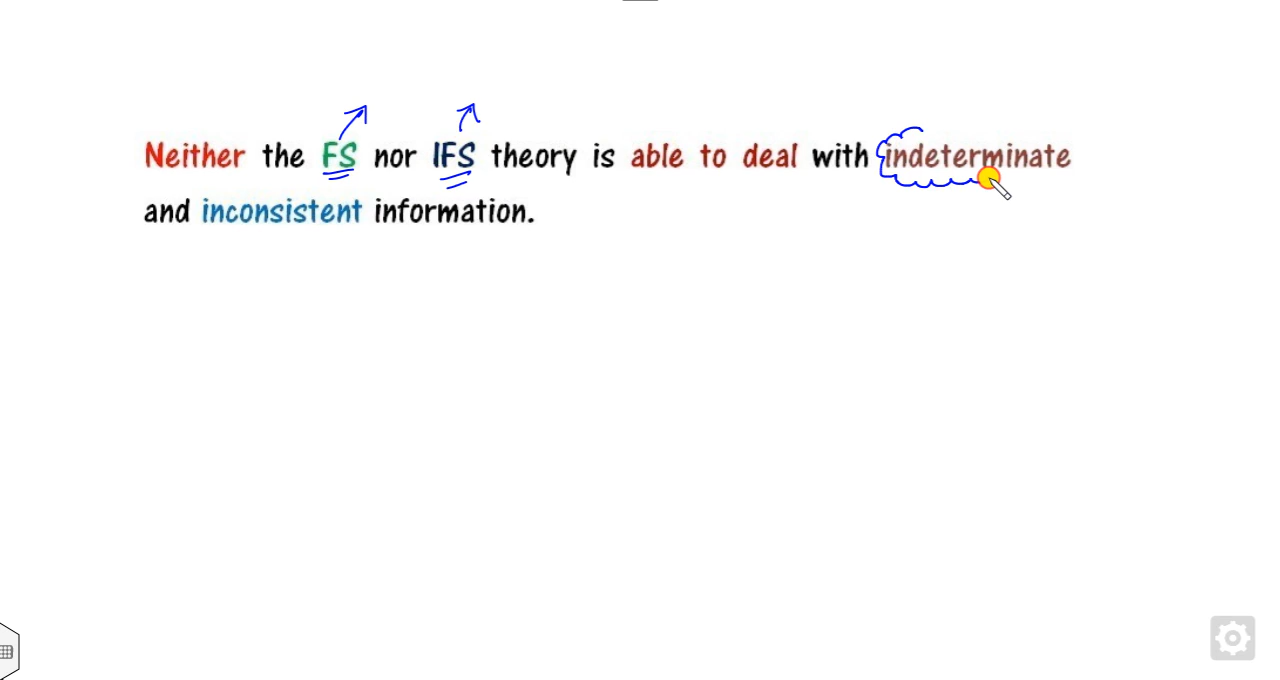 Neither the FS nor IFS theory is able to deal with indeterminate
and inconsistent information.